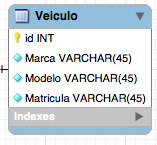 Veiculo
id INT
Marca VARCHAR(45)
Modelo VARCHAR(45)
Matricula VARCHAR(45)
Indexes